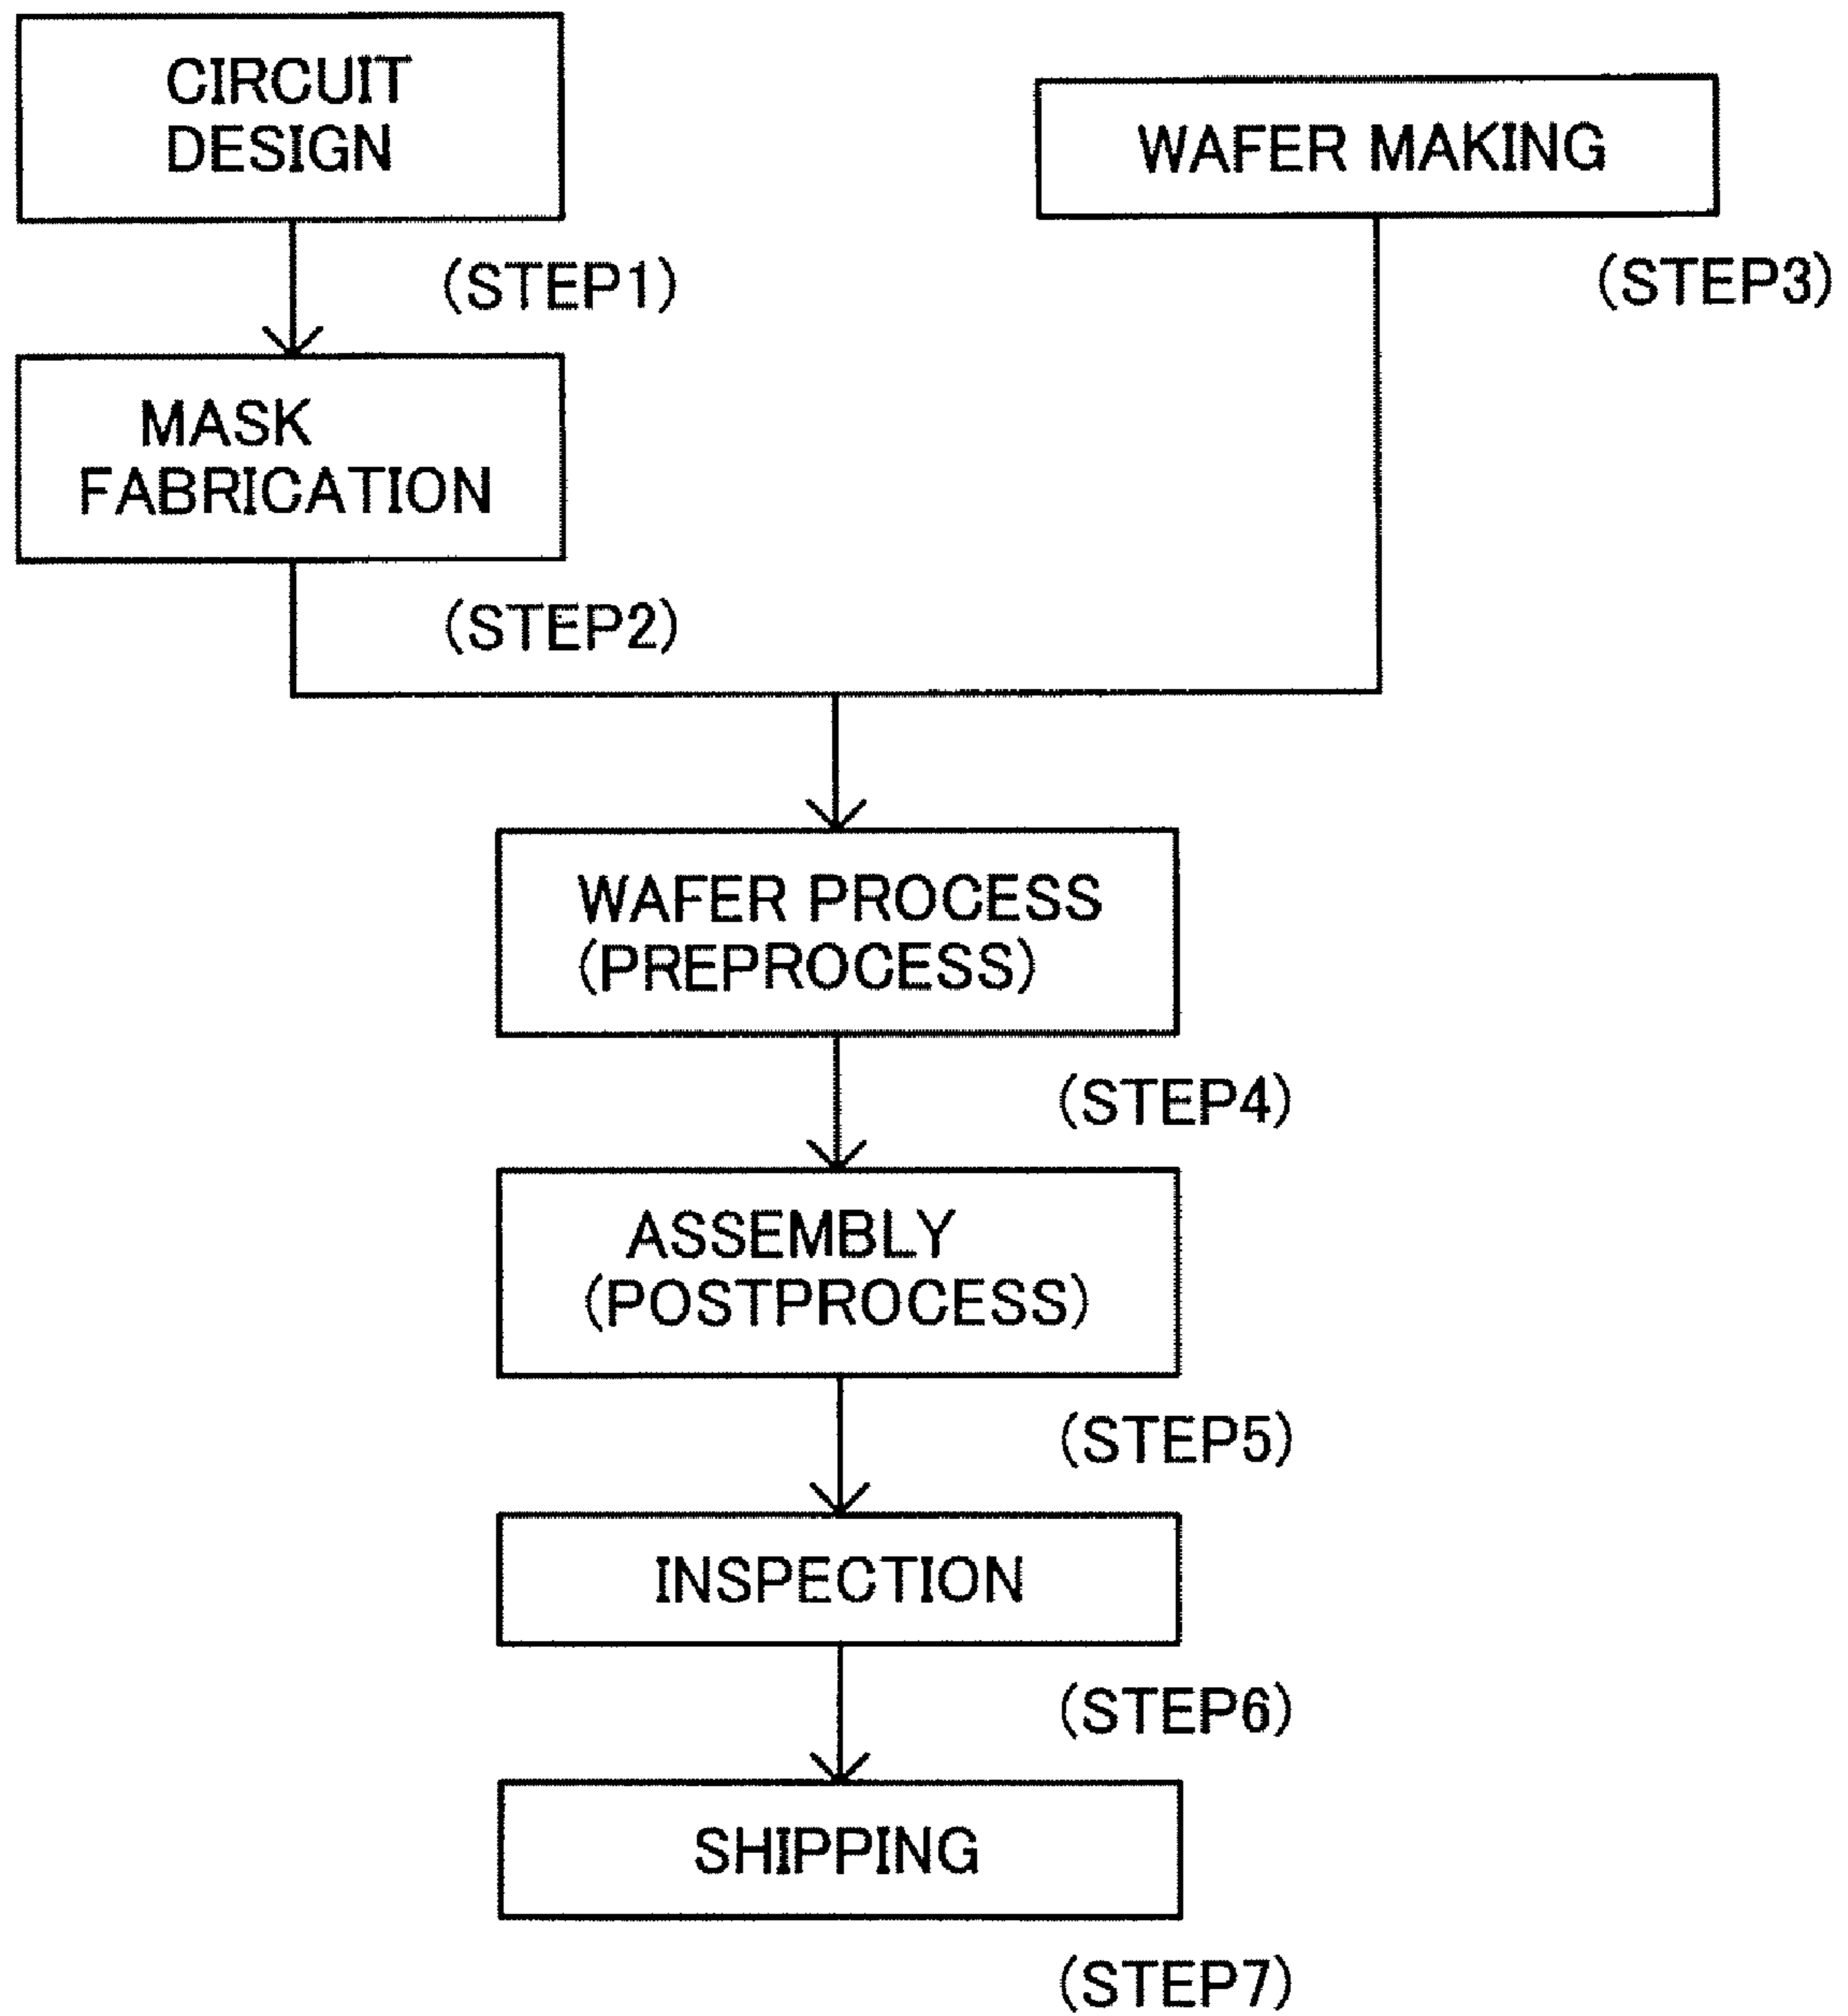 CIRCUIT
DESIGN
(STEP1)
MASK
FABRICATION
(STEP2)
WAFER MAKING
(STEP3)
WAFER PROCESS
(PREPROCESS)
(STEP4)
ASSEMBLY
(POSTPROCESS)
(STEP5)
INSPECTION
(STEP6)
SHIPPING
(STEP7)